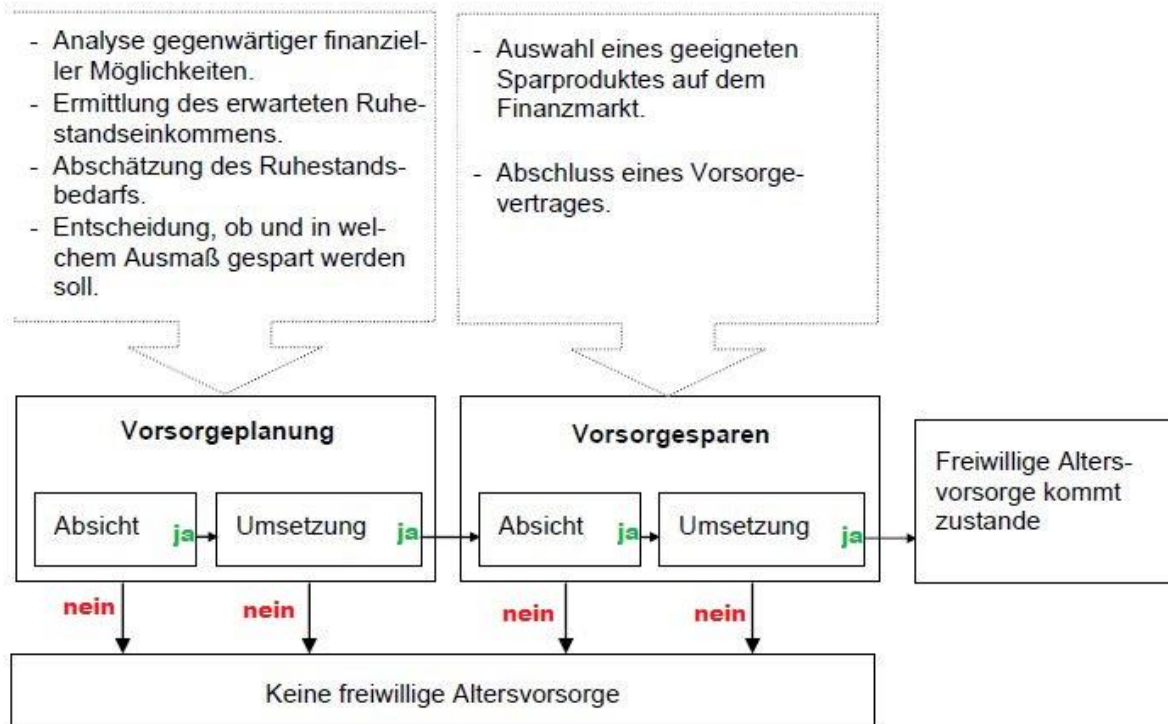 - Analyse gegenwärtiger finanziel-
ler Möglichkeiten.
- Ermittlung des erwarteten Ruhe-
standseinkommens.
- Abschätzung des Ruhestands-
bedarfs.
- Entscheidung, ob und in wel-
chem Ausmaß gespart werden
soll.
- Auswahl eines geeigneten
Sparproduktes auf dem
Finanzmarkt.
- Abschluss eines Vorsorge-
vertrages.
Vorsorgeplanung
Absicht ja
Umsetzung ja
Vorsorgesparen
Absicht ja
Umsetzung ja
Freiwillige Alters-
vorsorge kommt
zustande
nein
nein
nein
nein
Keine freiwillige Altersvorsorge